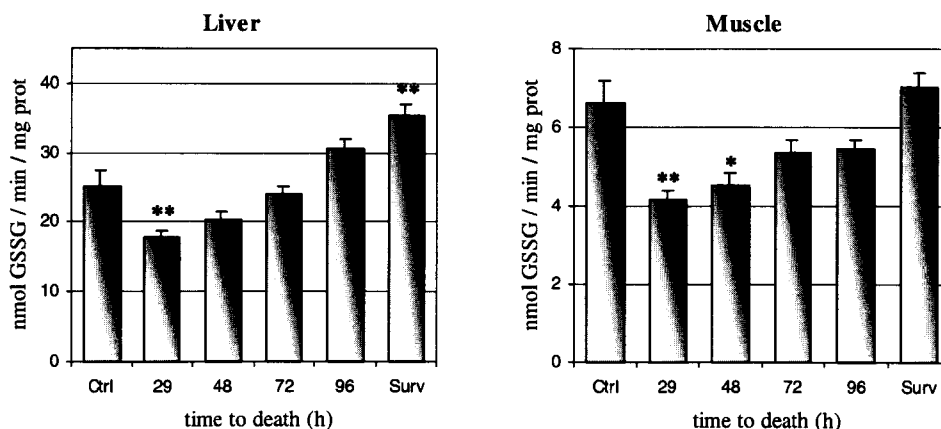 Liver
nmol GSSG / min / mg prot
40
30
20
10
0
**
**
Ctrl 29 48 72 96 Surv
time to death (h)
Muscle
nmol GSSG / min / mg prot
8
6
4
2
0
**
*
Ctrl 29 48 72 96 Surv
time to death (h)